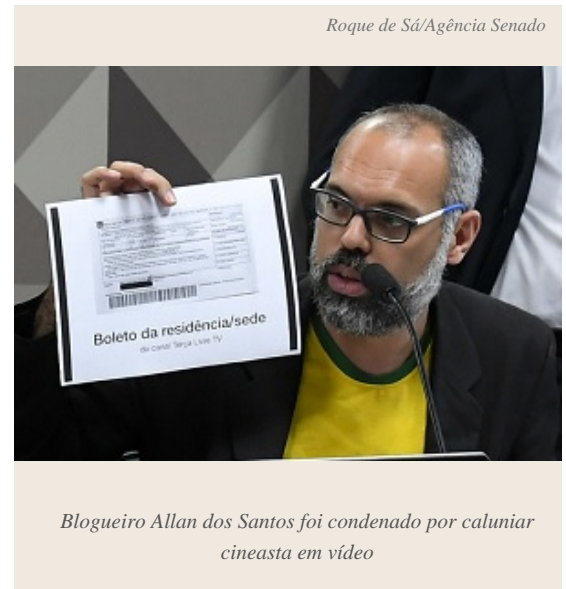 Roque de Sá/Agência Senado
Boleto da residência/sede
do canal Terça Livre TV
Blogueiro Allan dos Santos foi condenado por caluniar
cineasta em vídeo